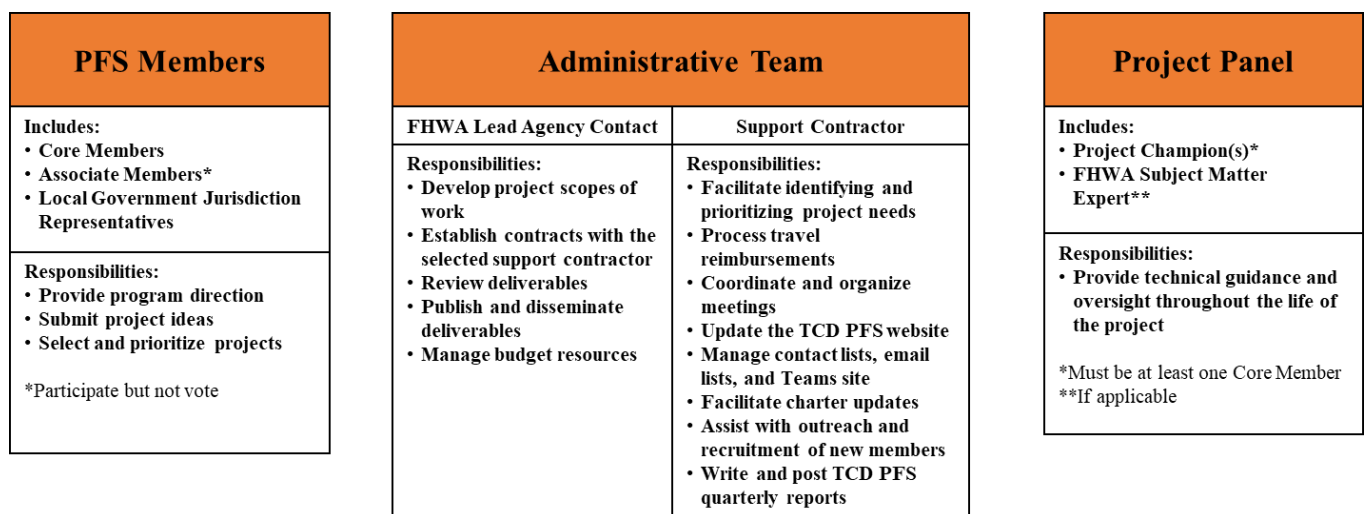 PFS Members
Includes:
• Core Members
• Associate Members*
• Local Government Jurisdiction
Representatives
Responsibilities:
• Provide program direction
• Submit project ideas
• Select and prioritize projects
*Participate but not vote
Administrative Team
FHWA Lead Agency Contact
Responsibilities:
• Develop project scopes of
work
• Establish contracts with the
selected support contractor
• Review deliverables
• Publish and disseminate
deliverables
• Manage budget resources
Support Contractor
Responsibilities:
• Facilitate identifying and
prioritizing project needs
• Process travel
reimbursements
• Coordinate and organize
meetings
• Update the TCD PFS website
• Manage contact lists, email
lists, and Teams site
• Facilitate charter updates
• Assist with outreach and
recruitment of new members
• Write and post TCD PFS
quarterly reports
Project Panel
Includes:
• Project Champion(s)*
• FHWA Subject Matter
Expert**
Responsibilities:
• Provide technical guidance and
oversight throughout the life of
the project
*Must be at least one Core Member
**If applicable